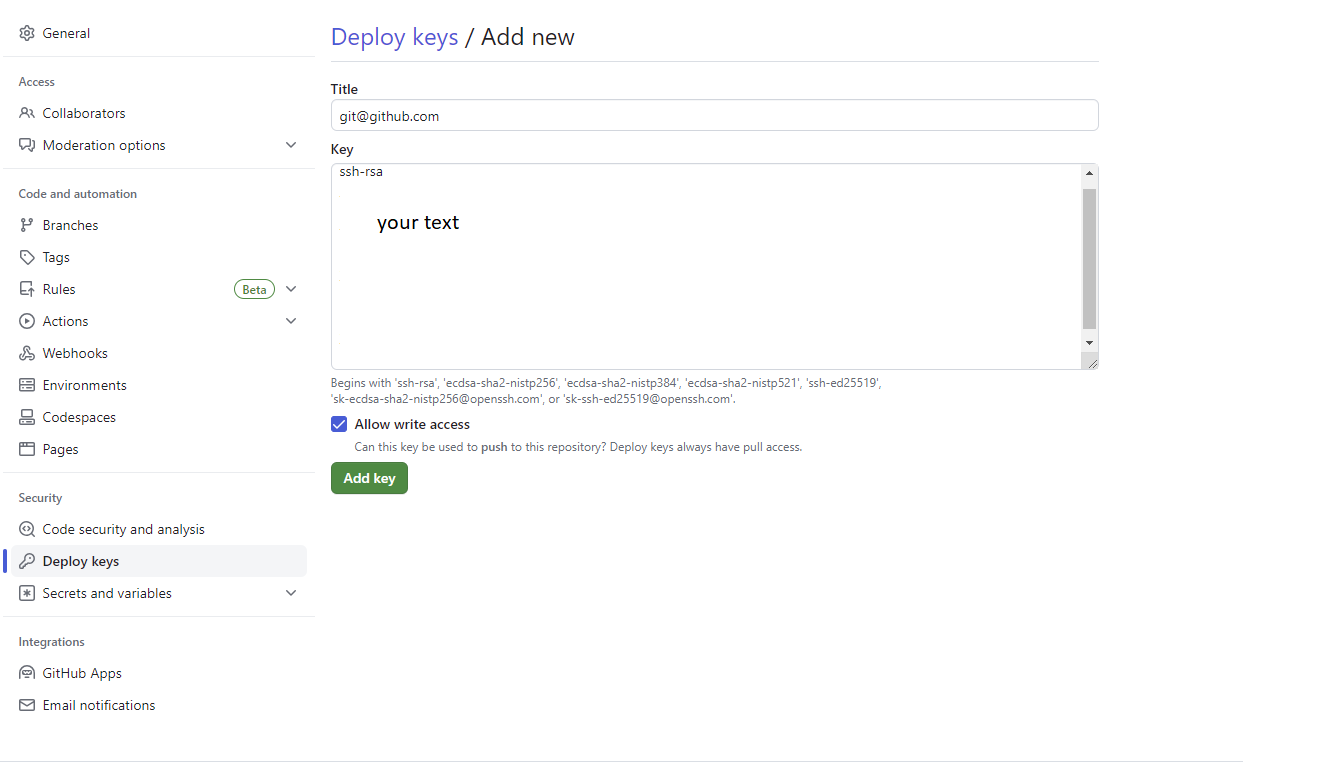 General
Access
Collaborators
Moderation options
Code and automation
Branches
Tags
Rules Beta
Actions
Webhooks
Environments
Codespaces
Pages
Security
Code security and analysis
Deploy keys
Secrets and variables
Integrations
GitHub Apps
Email notifications
Deploy keys / Add new
Title
git@github.com
Key
ssh-rsa
your text
Begins with 'ssh-rsa', 'ecdsa-sha2-nistp256', 'ecdsa-sha2-nistp384', 'ecdsa-sha2-nistp521', 'ssh-ed25519',
'sk-ecdsa-sha2-nistp256@openssh.com', or 'sk-ssh-ed25519@openssh.com'.
Allow write access
Can this key be used to push to this repository? Deploy keys always have pull access.
Add key